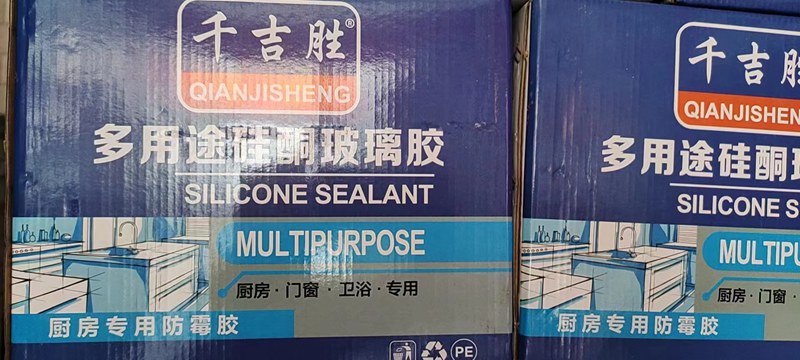 千吉胜®
QIANJISHENG
多用途硅酮玻璃胶
SILICONE SEALANT
MULTIPURPOSE
厨房·门窗·卫浴·专用
厨房专用防霉胶
PE
千吉胜
QIANJISHEN
多用途硅酮
SILICONE S
MULTIPU
厨房·门窗·
厨房专用防霉胶